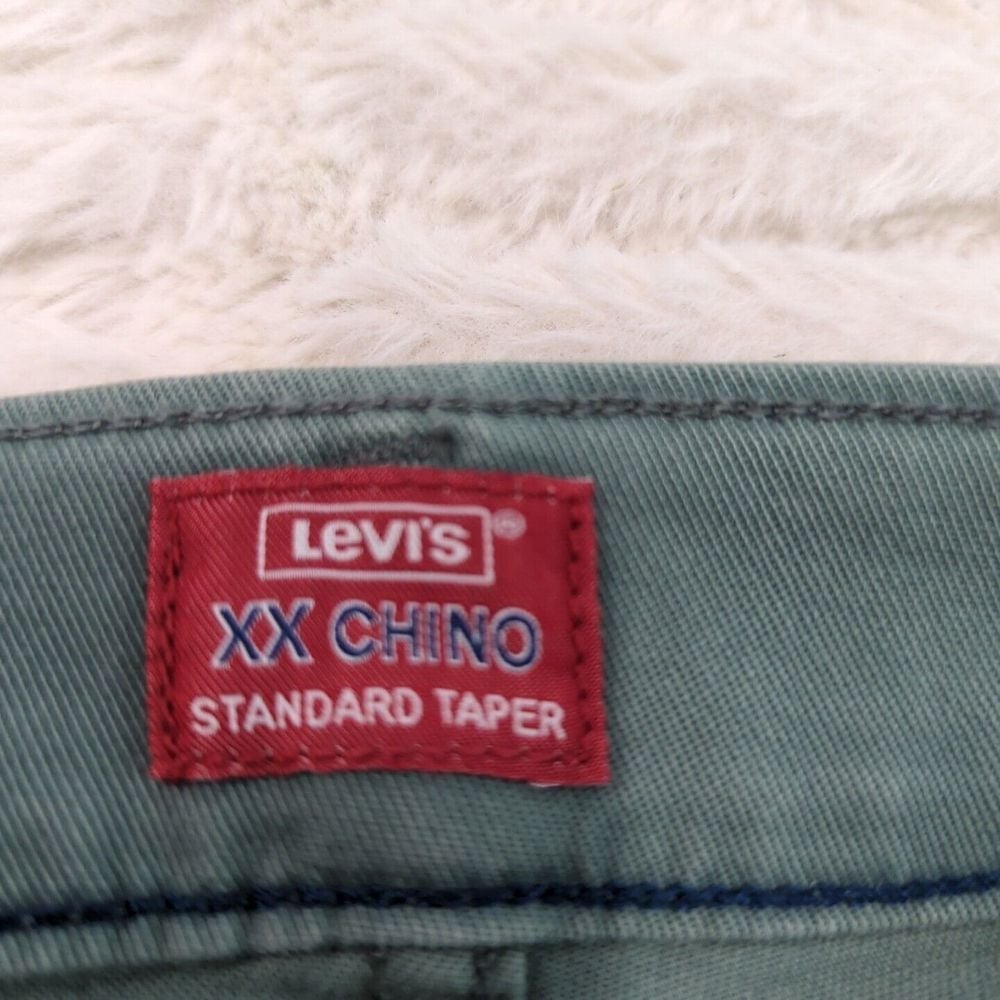 Levi's®
XX CHINO
STANDARD TAPER